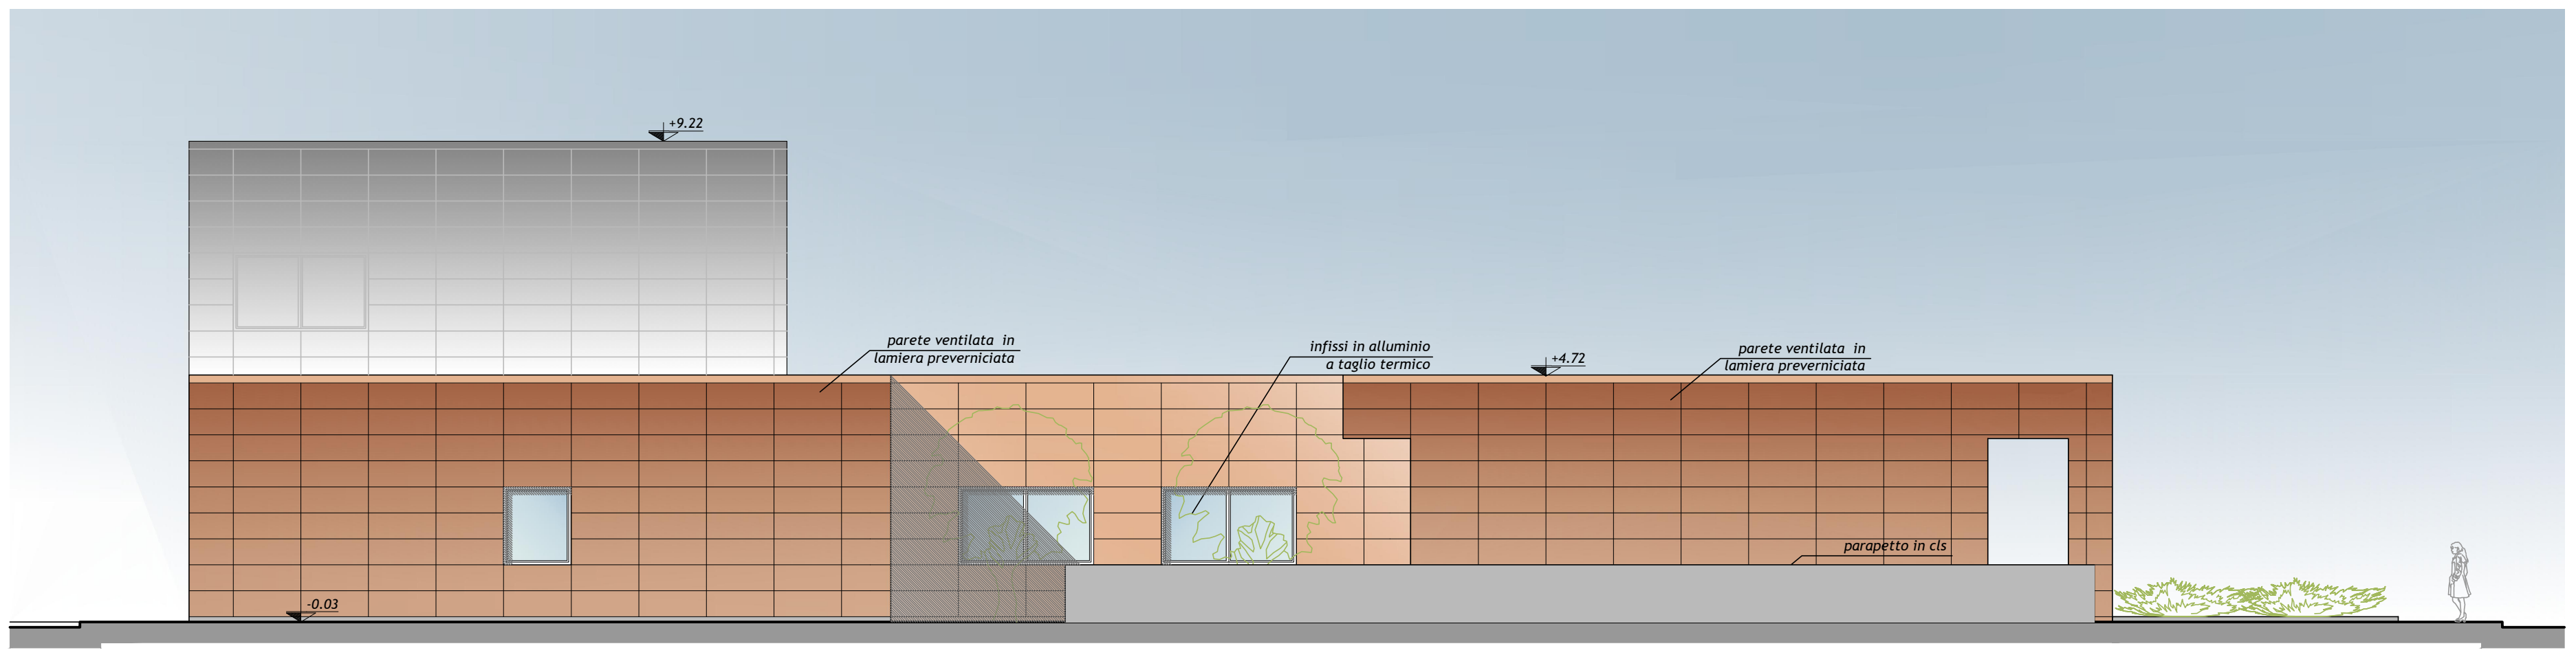 +9.22
parete ventilata in
lamiera preverniciata
infissi in alluminio
a taglio termico
+4.72
parete ventilata in
lamiera preverniciata
parapetto in cls
-0.03